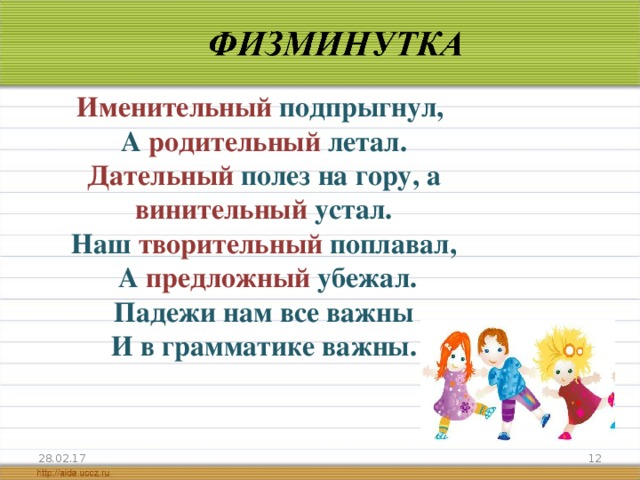 ФИЗМИНУТКА
Именительный подпрыгнул,
А родительный летал.
Дательный полез на гору, а
винительный устал.
Наш творительный поплавал,
А предложный убежал.
Падежи нам все важны
И в грамматике важны.
28.02.17
12
http://aida.ucoz.ru